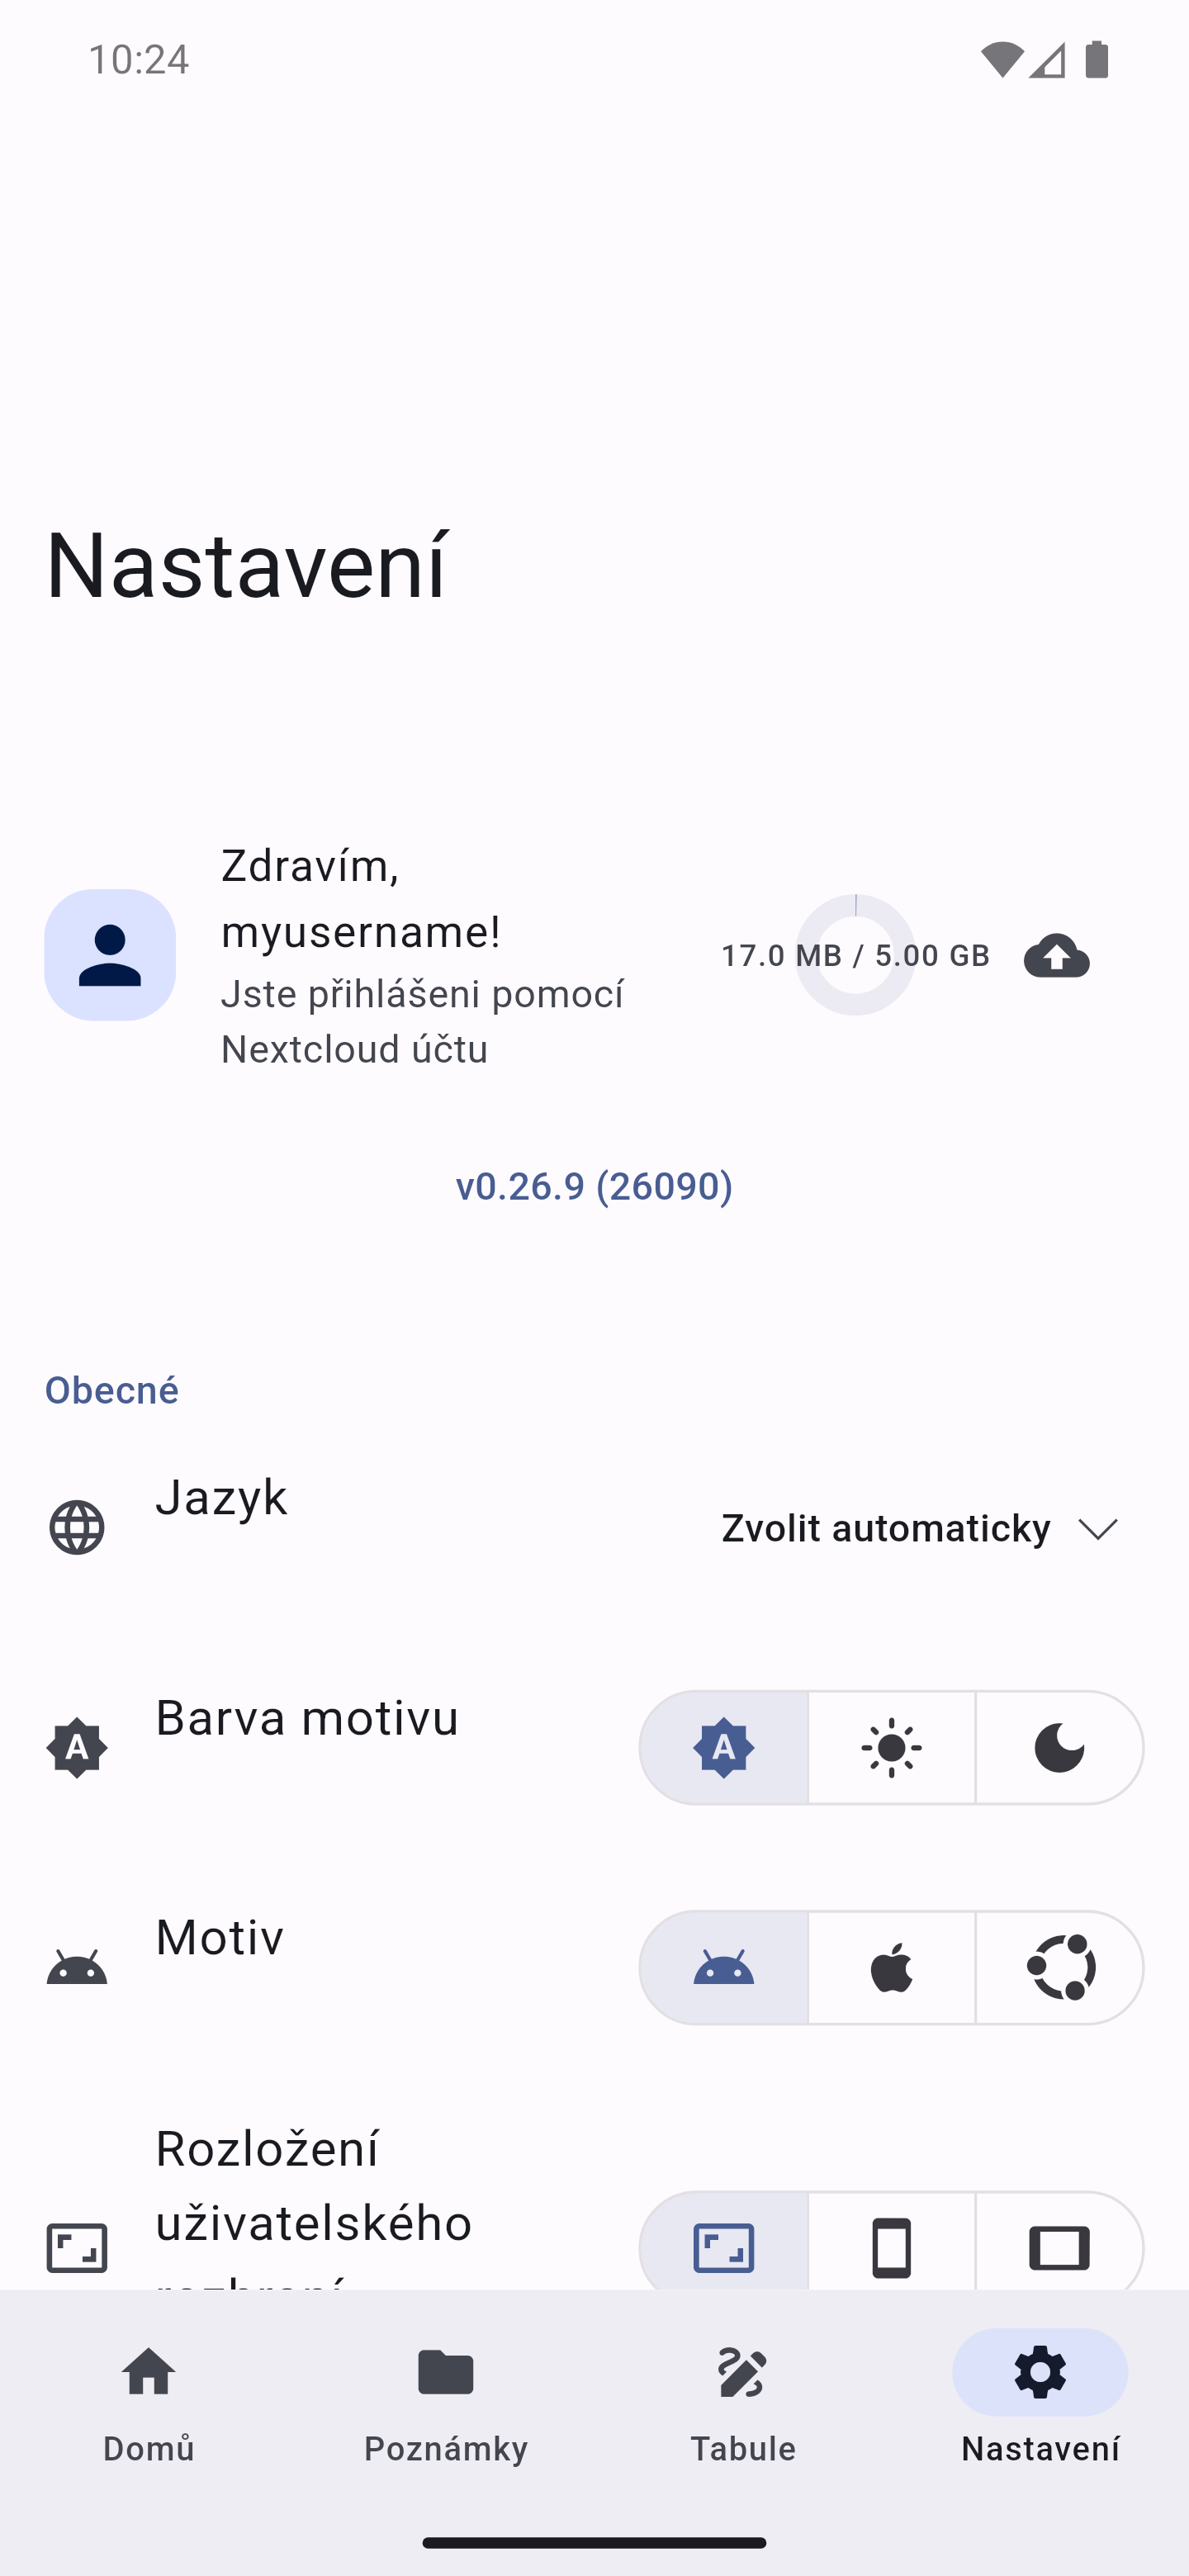 10:24
Nastavení
Zdravím,
myusername!
Jste přihlášeni pomocí
Nextcloud účtu
17.0 MB / 5.00 GB
v0.26.9 (26090)
Obecné
Jazyk
Zvolit automaticky
Barva motivu
Motiv
Rozložení
uživatelského
Domů
Poznámky
Tabule
Nastavení